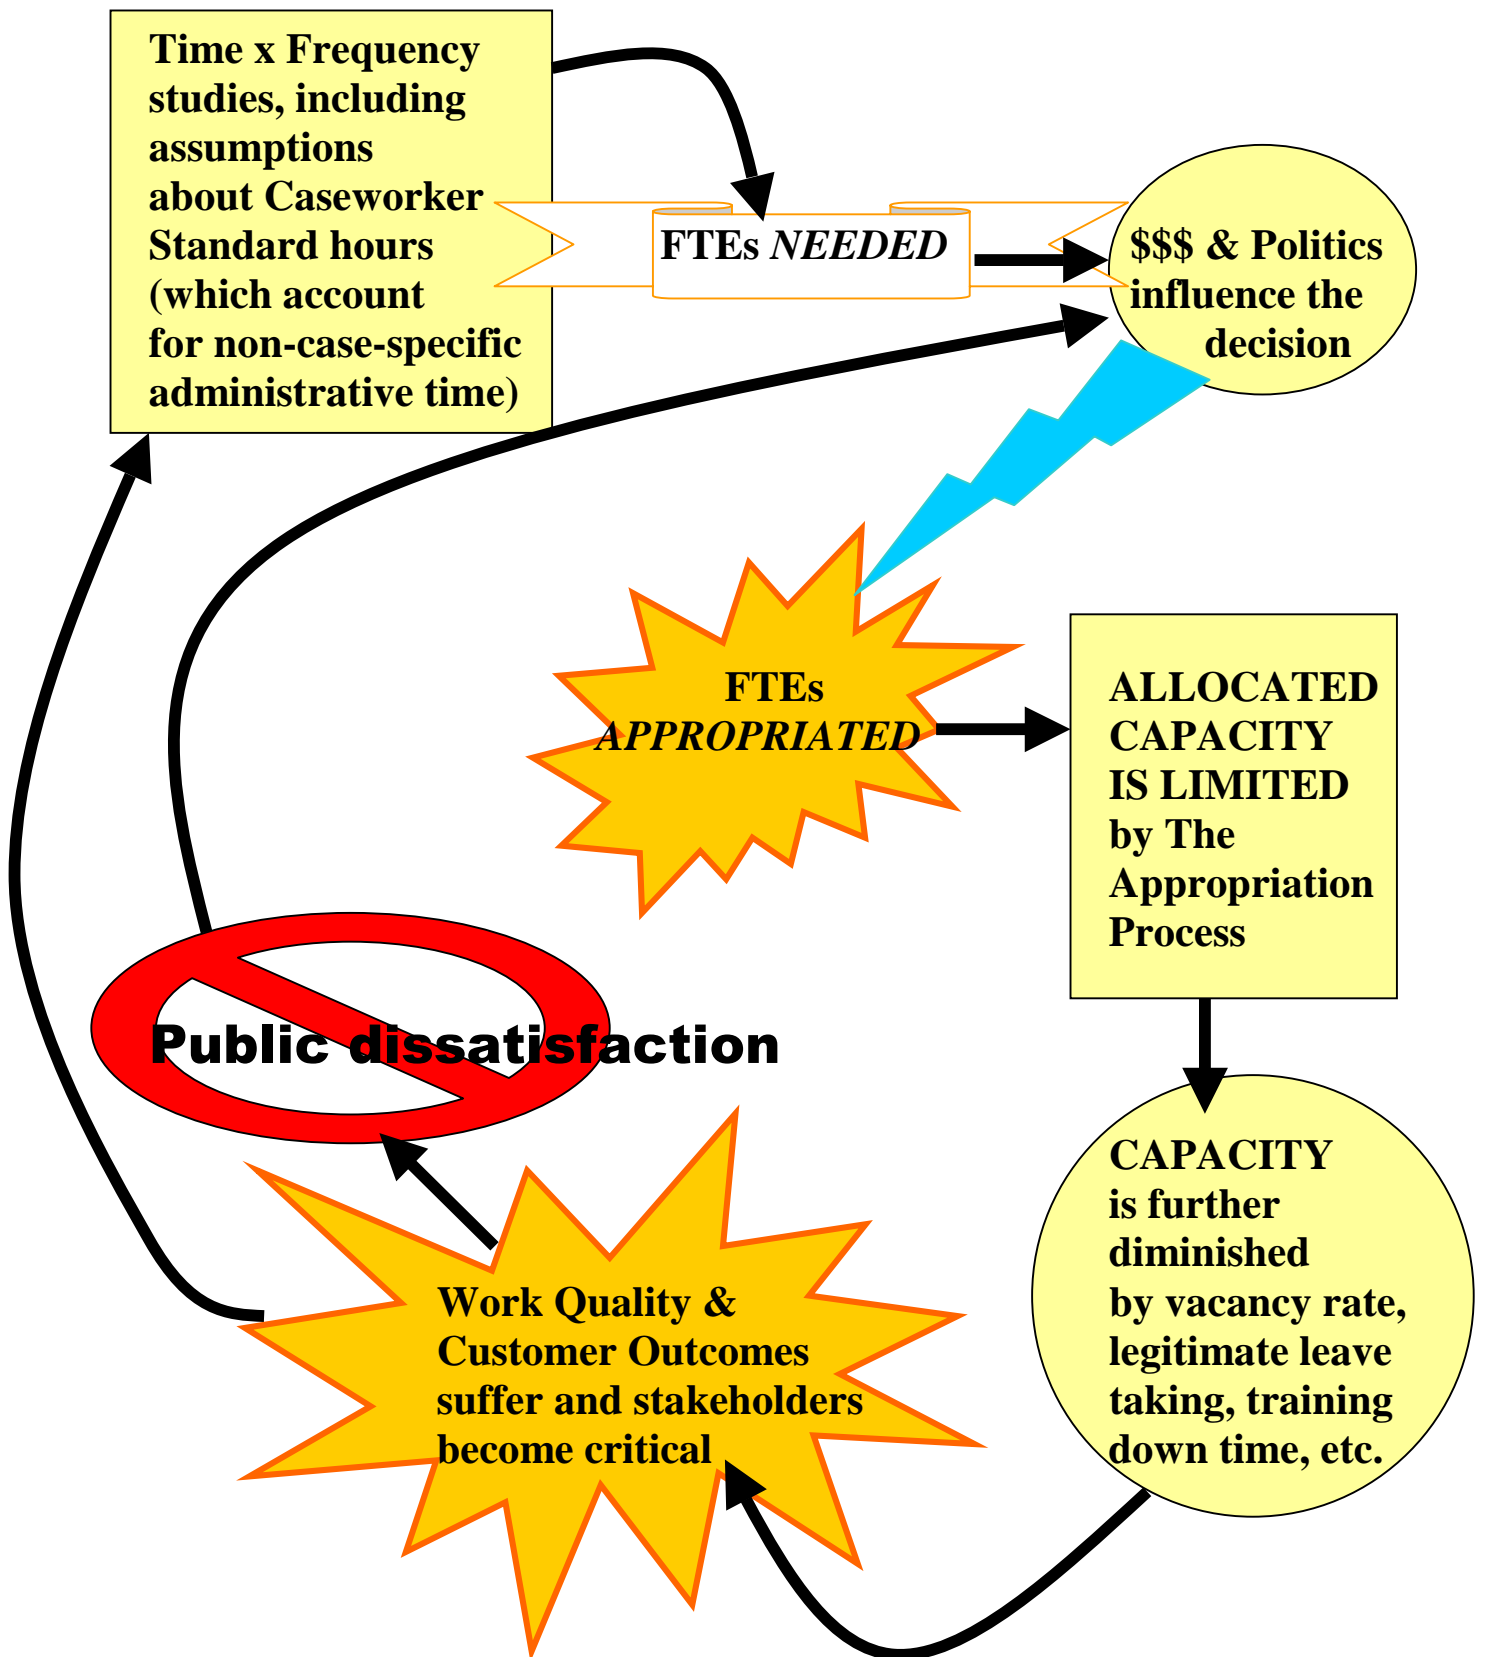 Time x Frequency
studies, including
assumptions
about Caseworker
Standard hours
(which account
for non-case-specific
administrative time)
FTEs NEEDED
$$$ & Politics
influence the
decision
FTEs
APPROPRIATED
ALLOCATED
CAPACITY
IS LIMITED
by The
Appropriation
Process
CAPACITY
is further
diminished
by vacancy rate,
legitimate leave
taking, training
down time, etc.
Work Quality &
Customer Outcomes
suffer and stakeholders
become critical
Public dissatisfaction